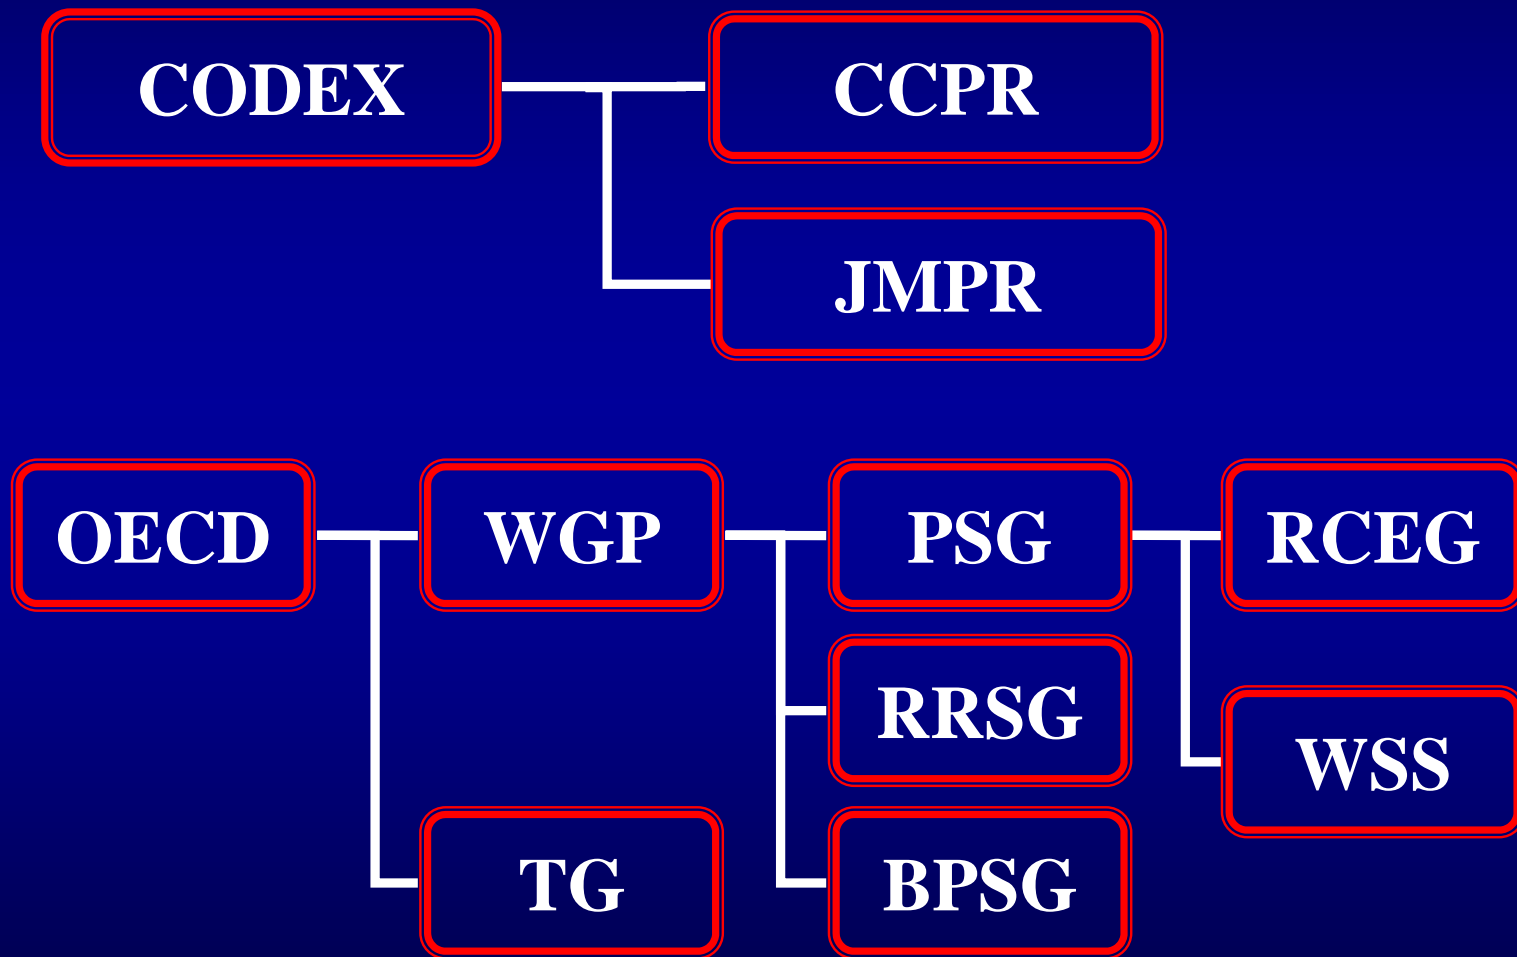 CODEX
CCPR
JMPR
OECD
WGP
PSG
RCEG
RRSG
WSS
TG
BPSG